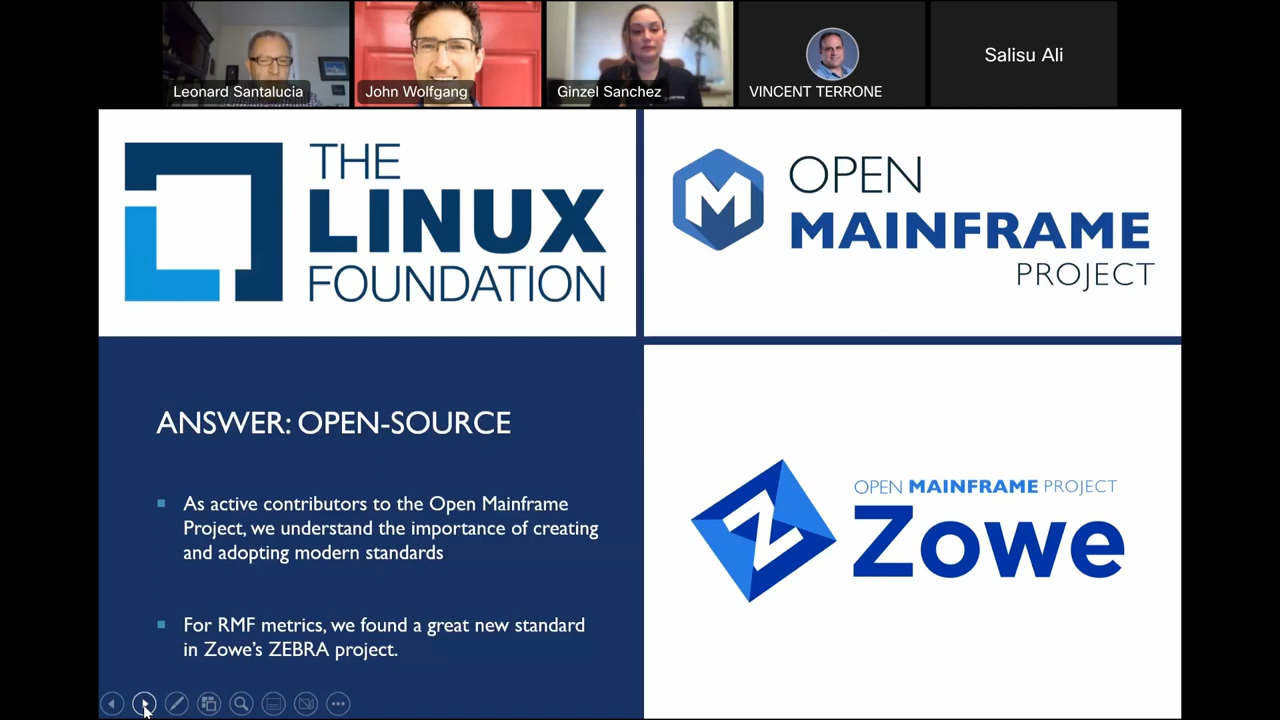 Leonard Santalucia
John Wolfgang
Ginzel Sanchez
VINCENT TERRONE
Salisu Ali
THE
LINUX
FOUNDATION
OPEN
MAINFRAME
PROJECT
ANSWER: OPEN-SOURCE
As active contributors to the Open Mainframe
Project, we understand the importance of creating
and adopting modern standards
For RMF metrics, we found a great new standard
in Zowe's ZEBRA project.
OPEN MAINFRAME PROJECT
Zowe